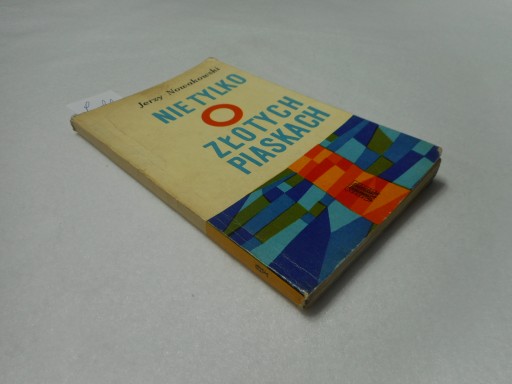 Jerzy Nowakowski
NIE TYLKO
O
ZŁOTYCH
PIASKACH